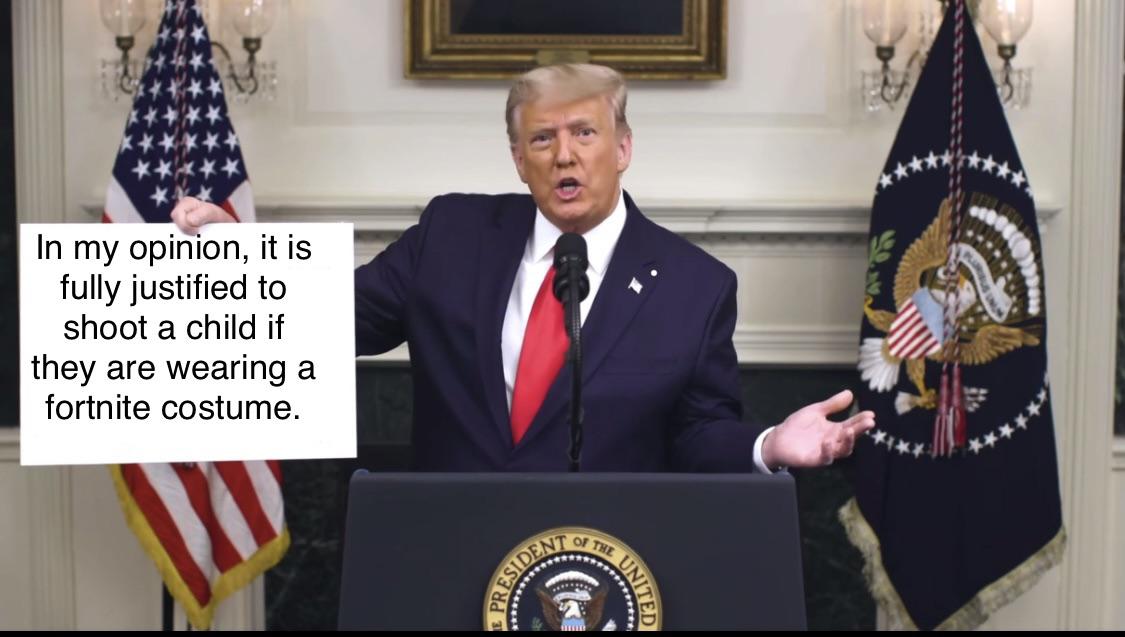 In my opinion, it is
fully justified to
shoot a child if
they are wearing a
fortnite costume.
PRESIDENT OF THE UNITED